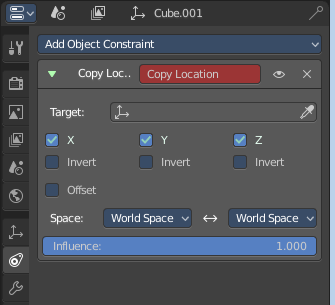 Cube.001
Add Object Constraint
Copy Loc.. Copy Location
Target:
X Y Z
Invert Invert Invert
Offset
Space: World Space World Space
Influence: 1.000